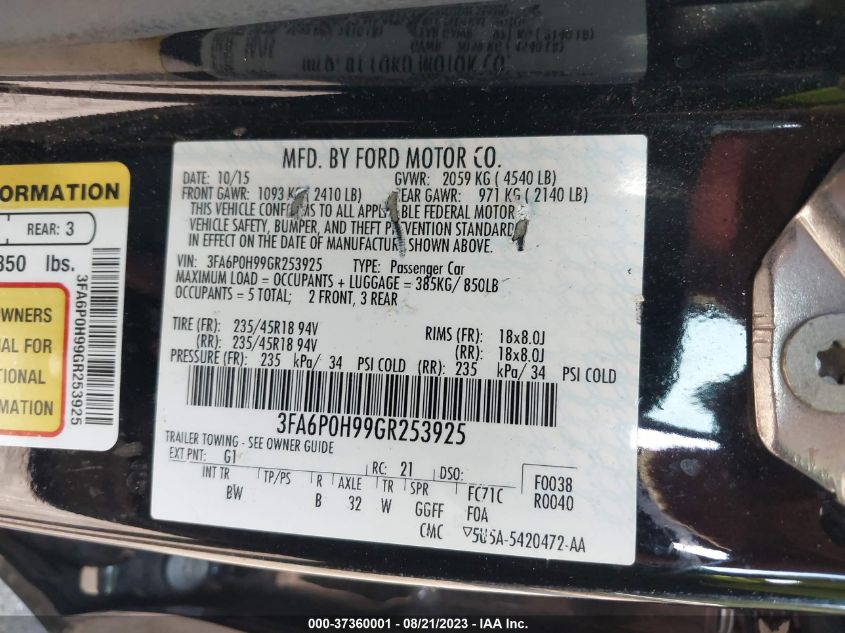 MFD. BY FORD MOTOR CO.
DATE: 10/15 GVWR: 2059 KG ( 4540 LB)
FRONT GAWR: 1093 KG ( 2410 LB) REAR GAWR: 971 KG ( 2140 LB)
THIS VEHICLE CONFORMS TO ALL APPLICABLE FEDERAL MOTOR
VEHICLE SAFETY, BUMPER, AND THEFT PREVENTION STANDARDS
IN EFFECT ON THE DATE OF MANUFACTURE SHOWN ABOVE.
VIN: 3FA6P0H99GR253925 TYPE: Passenger Car
MAXIMUM LOAD = OCCUPANTS + LUGGAGE = 385KG/ 850LB
OCCUPANTS = 5 TOTAL; 2 FRONT, 3 REAR
TIRE (FR): 235/45R18 94V RIMS (FR): 18x8.0J
(RR): 235/45R18 94V (RR): 18x8.0J
PRESSURE (FR): 235 kPa/ 34 PSI COLD (RR): 235 kPa/ 34 PSI COLD
3FA6P0H99GR253925
TRAILER TOWING - SEE OWNER GUIDE
EXT PNT: G1 RC: 21 DSO: F0038
INT TR TP/PS R AXLE TR SPR FC71C R0040
BW B 32 W GGFF F0A
CMC ▽5U5A-5420472-AA
ORMATION
REAR: 3
850 lbs.
WNERS
AL FOR
TIONAL
RMATION
3FA6P0H99GR253925
000-37360001 - 08/21/2023 - IAA Inc.